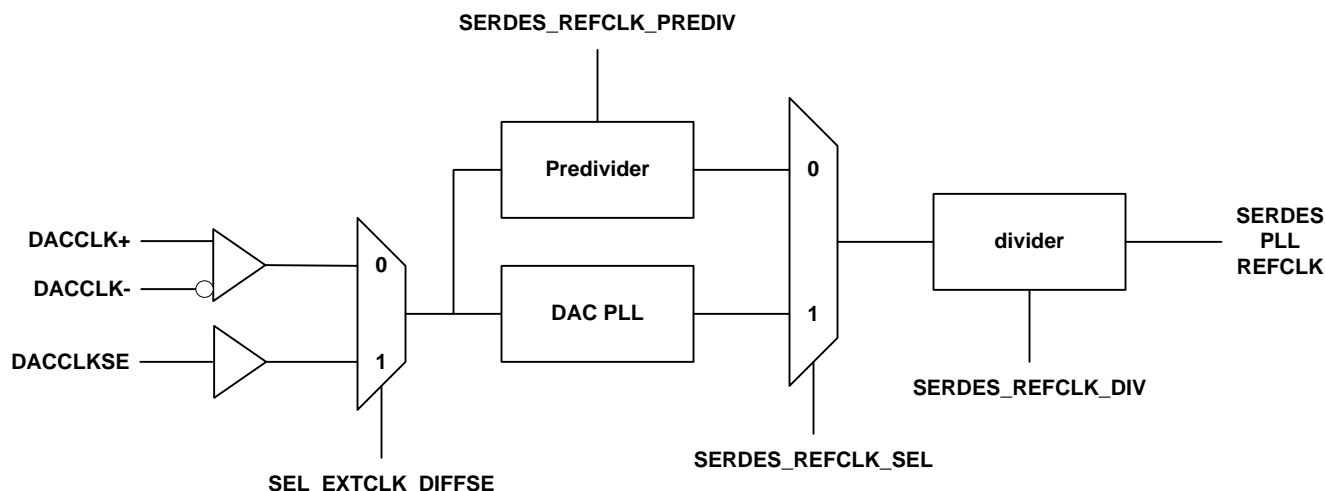 SERDES_REFCLK_PREDIV
Predivider
0
DACCLK+
DACCLK-
0
DACCLKSE
1
DAC PLL
1
divider
SERDES
PLL
REFCLK
SERDES_REFCLK_DIV
SERDES_REFCLK_SEL
SEL_EXTCLK_DIFFSE